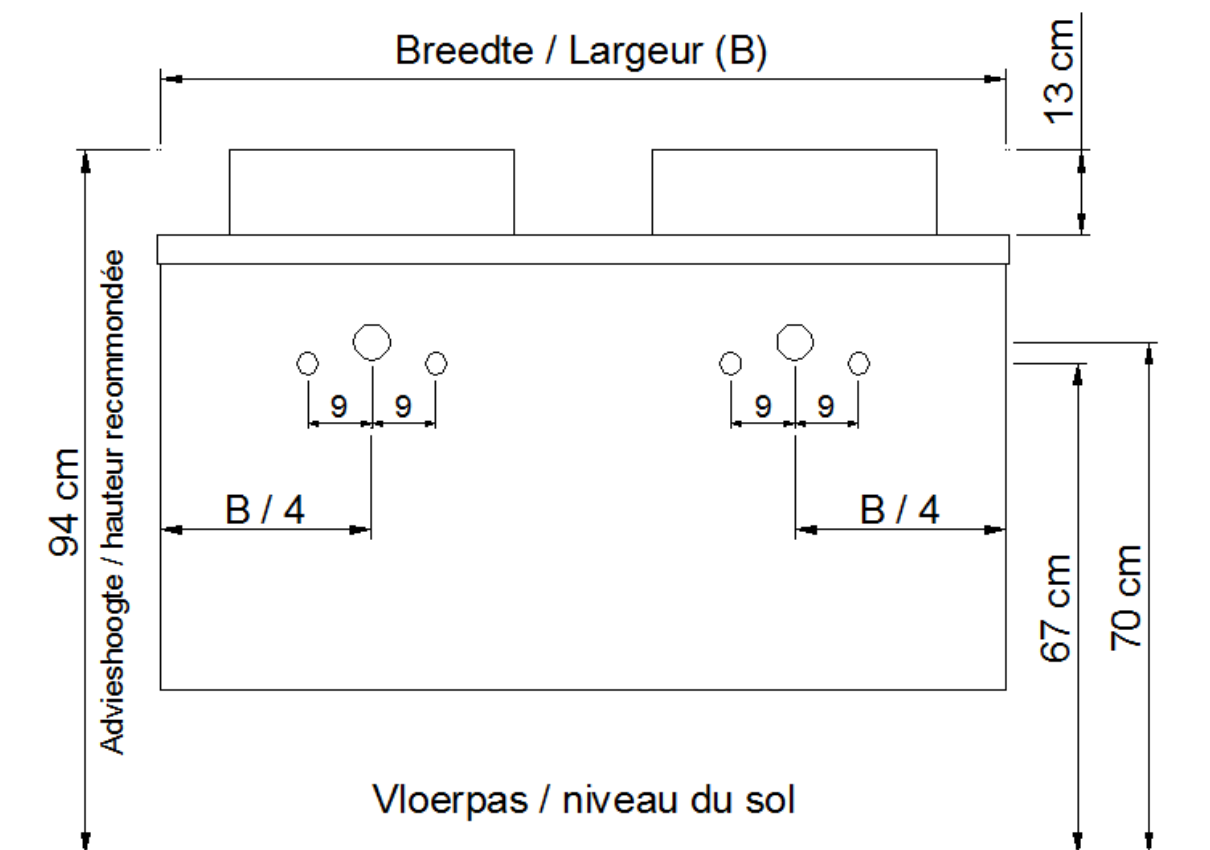 Breedte / Largeur (B)
13 cm
94 cm
Advieshoogte / hauteur recommondée
9 9
9 9
B / 4
B / 4
67 cm
70 cm
Vloerpas / niveau du sol